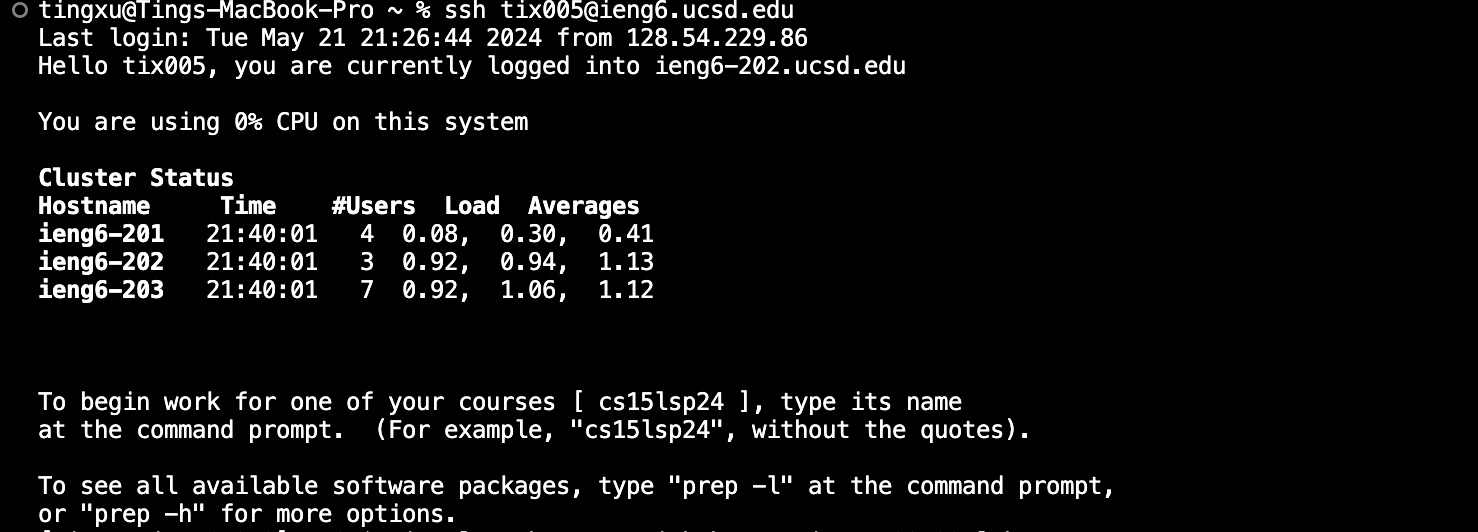 tingxu@Tings-MacBook-Pro ~ % ssh tix005@ieng6.ucsd.edu
Last login: Tue May 21 21:26:44 2024 from 128.54.229.86
Hello tix005, you are currently logged into ieng6-202.ucsd.edu
You are using 0% CPU on this system
Cluster Status
Hostname     Time    #Users  Load  Averages
ieng6-201   21:40:01   4  0.08,  0.30,  0.41
ieng6-202   21:40:01   3  0.92,  0.94,  1.13
ieng6-203   21:40:01   7  0.92,  1.06,  1.12
To begin work for one of your courses [ cs15lsp24 ], type its name
at the command prompt.  (For example, "cs15lsp24", without the quotes).
To see all available software packages, type "prep -l" at the command prompt,
or "prep -h" for more options.